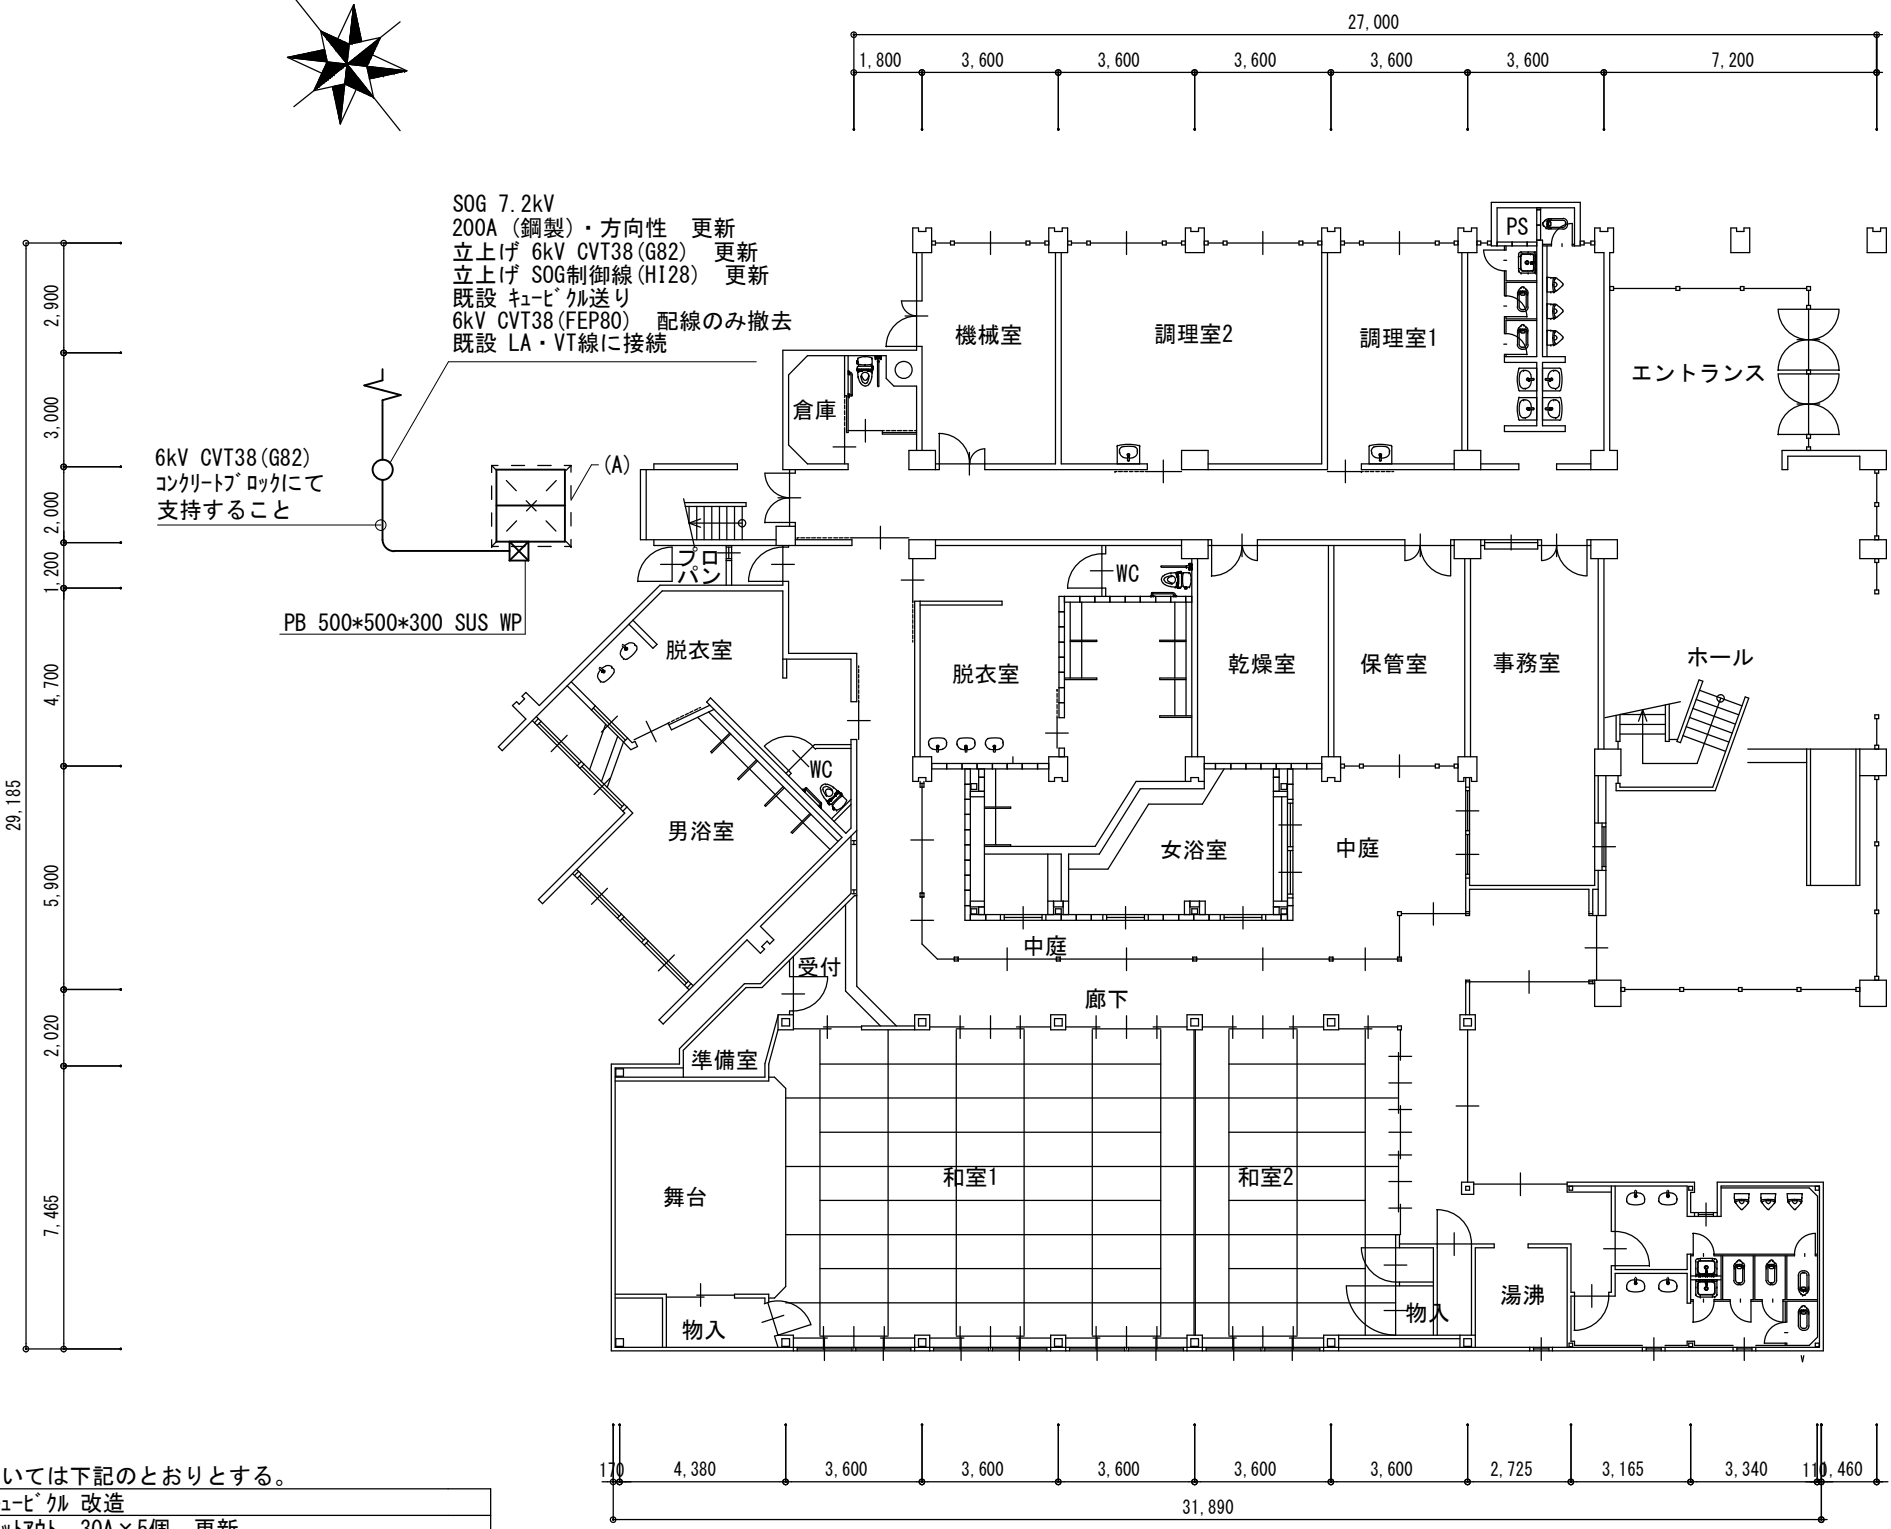 27,000
1,800 3,600 3,600 3,600 3,600 3,600 7,200
SOG 7.2kV
200A (鋼製)・方向性 更新
立上げ 6kV CVT38(G82) 更新
立上げ SOG制御線(HI28) 更新
既設 ｷｭｰﾋﾞｸﾙ送り
6kV CVT38(FEP80) 配線のみ撤去
既設 LA・VT線に接続
6kV CVT38(G82)
ｺﾝｸﾘｰﾄﾌﾞﾛｯｸにて
支持すること
(A)
PB 500*500*300 SUS WP
2,900
3,000
2,000
1,200
4,700
5,900
2,020
7,465
29,185
PS
機械室
調理室2
調理室1
エントランス
倉庫
プロ
パン
WC
脱衣室
脱衣室
乾燥室
保管室
事務室
ホール
WC
男浴室
女浴室
中庭
中庭
受付
廊下
準備室
舞台
和室1
和室2
物入
物入
湯沸
170 4,380 3,600 3,600 3,600 3,600 3,600 2,725 3,165 3,340 110 1,460
31,890
いては下記のとおりとする。
ｭｰﾋﾞｸﾙ 改造
ｯﾄｱｳﾄ 30A×5個 更新